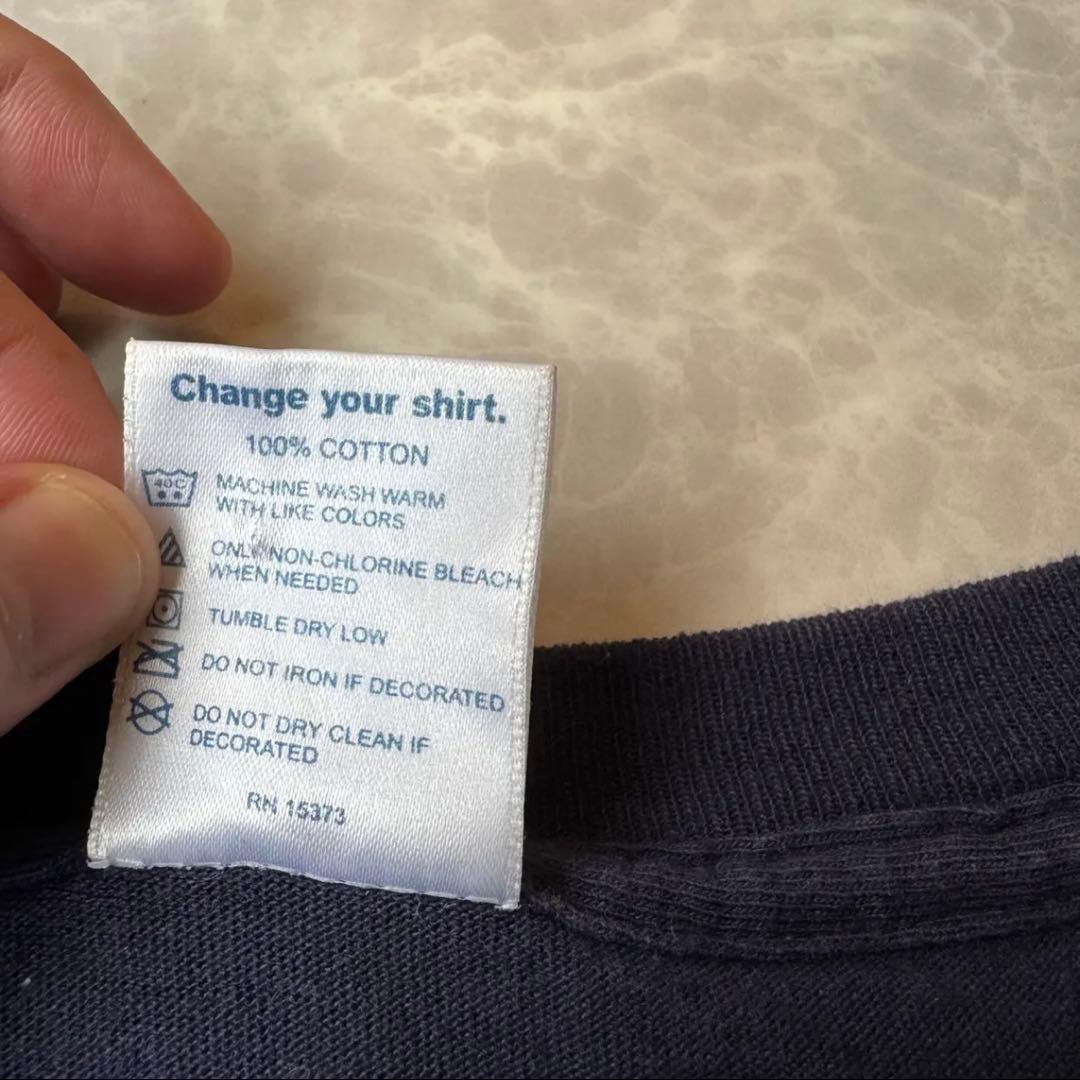 Change your shirt.
100% COTTON
40C
MACHINE WASH WARM
WITH LIKE COLORS
ONLY NON-CHLORINE BLEACH
WHEN NEEDED
TUMBLE DRY LOW
DO NOT IRON IF DECORATED
DO NOT DRY CLEAN IF
DECORATED
RN 15373